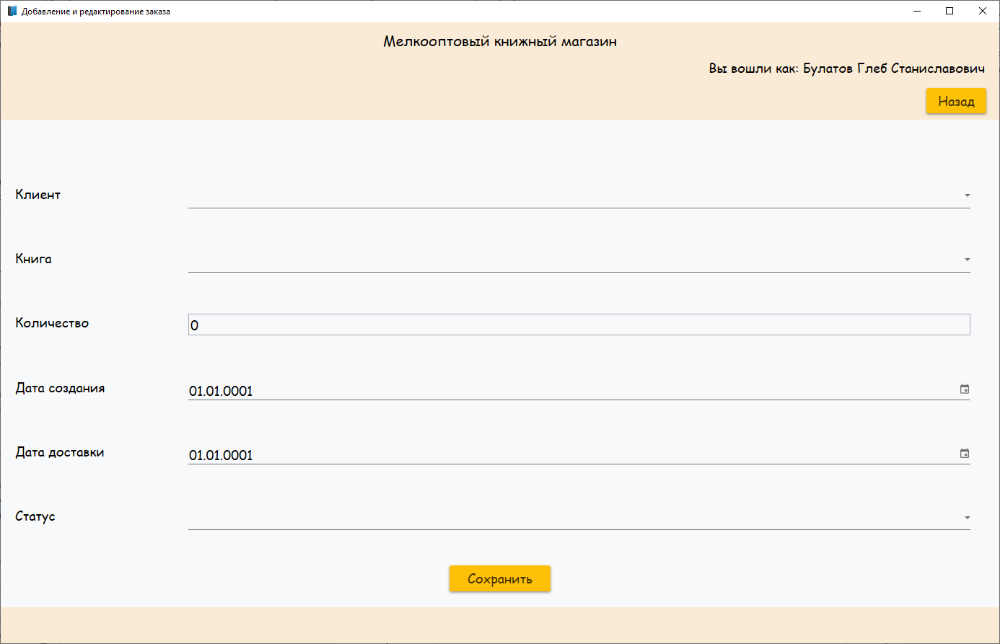 Добавление и редактирование заказа
Мелкооптовый книжный магазин
Вы вошли как: Булатов Глеб Станиславович
Назад
Клиент
Книга
Количество
0
Дата создания
01.01.0001
Дата доставки
01.01.0001
Статус
Сохранить